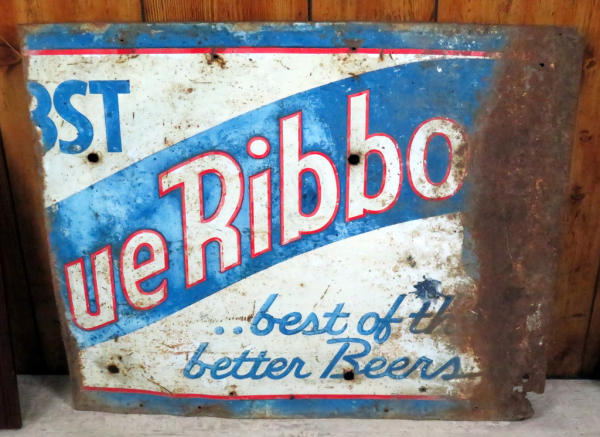 BST
ue Ribbo
..best of th
better Beers